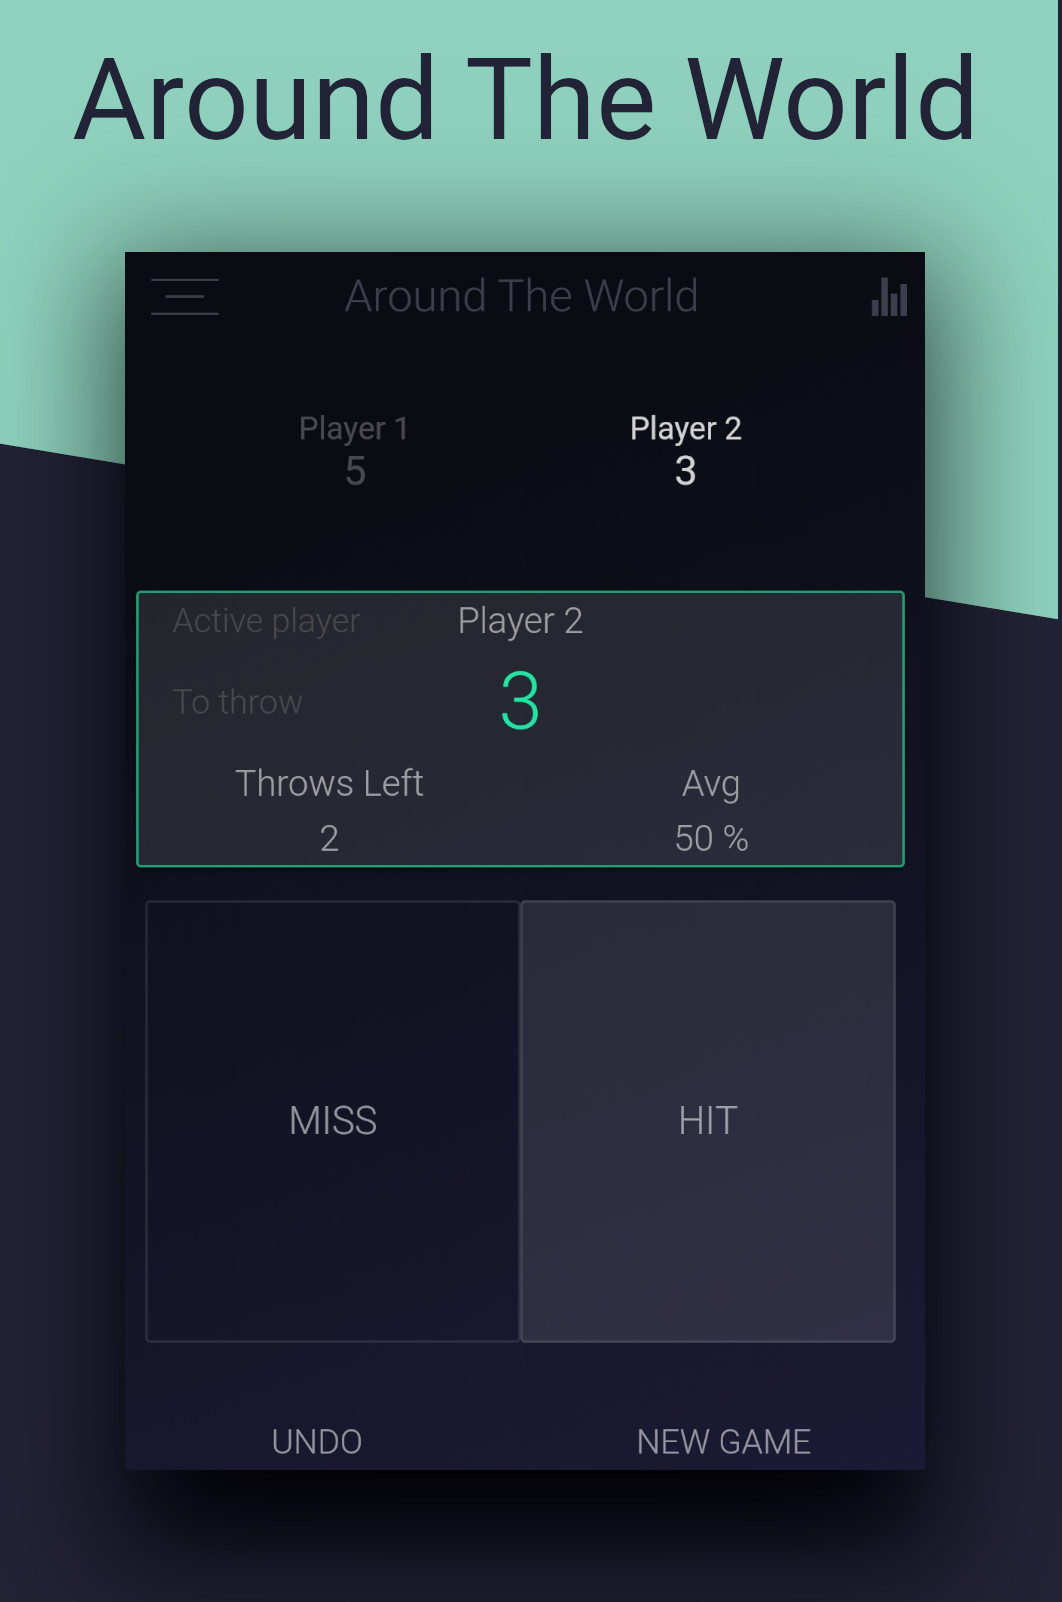 Around The World
Around The World
Player 1 Player 2
5 3
Active player Player 2
To throw 3
Throws Left Avg
2 50 %
MISS HIT
UNDO NEW GAME